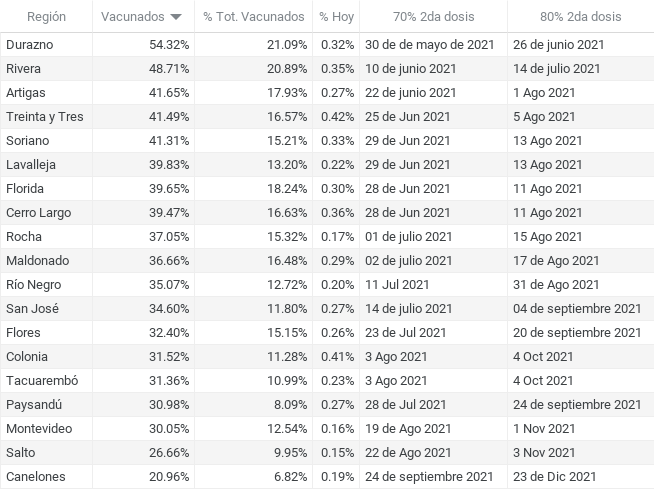 Región Vacunados % Tot. Vacunados % Hoy 70% 2da dosis 80% 2da dosis
Durazno 54.32% 21.09% 0.32% 30 de de mayo de 2021 26 de junio 2021
Rivera 48.71% 20.89% 0.35% 10 de junio 2021 14 de julio 2021
Artigas 41.65% 17.93% 0.27% 22 de junio 2021 1 Ago 2021
Treinta y Tres 41.49% 16.57% 0.42% 25 de Jun 2021 5 Ago 2021
Soriano 41.31% 15.21% 0.33% 29 de Jun 2021 13 Ago 2021
Lavalleja 39.83% 13.20% 0.22% 29 de Jun 2021 13 Ago 2021
Florida 39.65% 18.24% 0.30% 28 de Jun 2021 11 Ago 2021
Cerro Largo 39.47% 16.63% 0.36% 28 de Jun 2021 11 Ago 2021
Rocha 37.05% 15.32% 0.17% 01 de julio 2021 15 Ago 2021
Maldonado 36.66% 16.48% 0.29% 02 de julio 2021 17 de Ago 2021
Río Negro 35.07% 12.72% 0.20% 11 Jul 2021 31 de Ago 2021
San José 34.60% 11.80% 0.27% 14 de julio 2021 04 de septiembre 2021
Flores 32.40% 15.15% 0.26% 23 de Jul 2021 20 de septiembre 2021
Colonia 31.52% 11.28% 0.41% 3 Ago 2021 4 Oct 2021
Tacuarembó 31.36% 10.99% 0.23% 3 Ago 2021 4 Oct 2021
Paysandú 30.98% 8.09% 0.27% 28 de Jul 2021 24 de septiembre 2021
Montevideo 30.05% 12.54% 0.16% 19 de Ago 2021 1 Nov 2021
Salto 26.66% 9.95% 0.15% 22 de Ago 2021 3 Nov 2021
Canelones 20.96% 6.82% 0.19% 24 de septiembre 2021 23 de Dic 2021